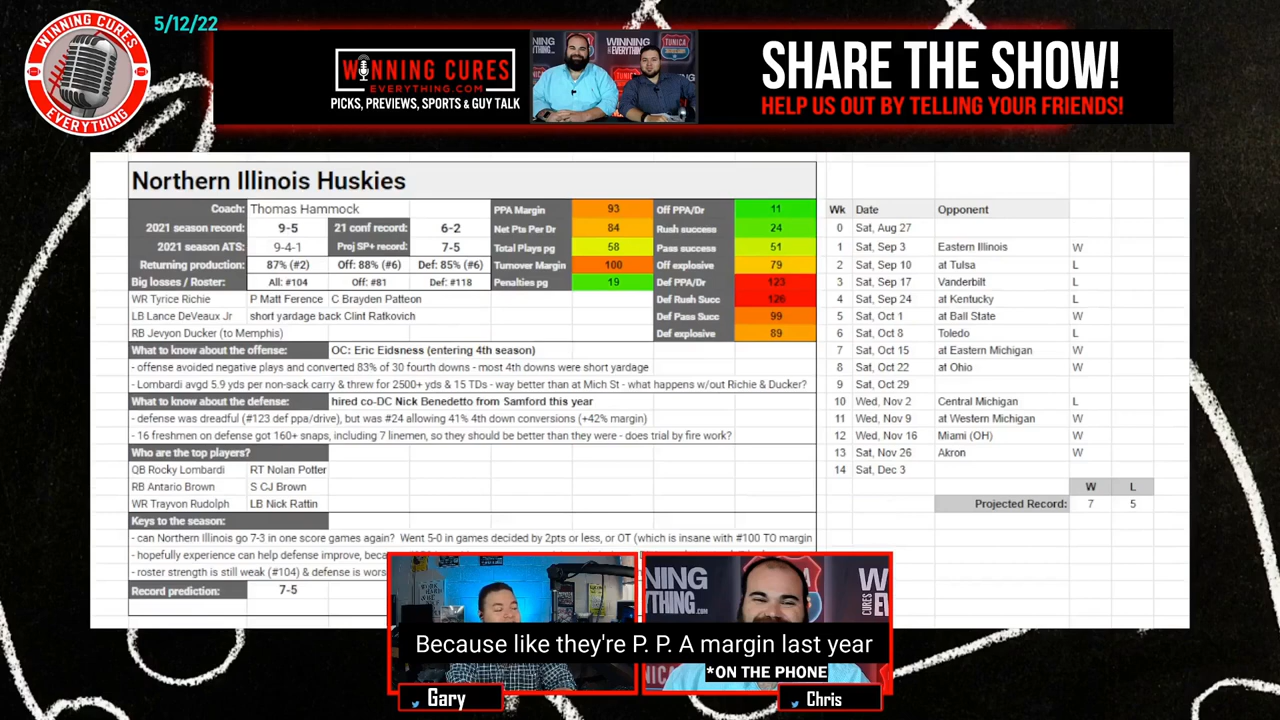 5/12/22
WINNING CURES
EVERYTHING
WINNING CURES
EVERYTHING.COM
PICKS, PREVIEWS, SPORTS & GUY TALK
SHARE THE SHOW!
HELP US OUT BY TELLING YOUR FRIENDS!
Northern Illinois Huskies
Coach: Thomas Hammock PPA Margin 93 Off PPA/Dr 11
2021 season record: 9-5 21 conf record: 6-2 Net Pts Per Dr 84 Rush success 24
2021 season ATS: 9-4-1 Proj SP+ record: 7-5 Total Plays pg 58 Pass success 51
Returning production: 87% (#2) Off: 88% (#6) Def: 85% (#6) Turnover Margin 100 Off explosive 79
Big losses / Roster: All: #104 Off: #81 Def: #118 Penalties pg 19 Def PPA/Dr 123
WR Tyrice Richie P Matt Ference C Brayden Patteon Def Rush Succ 126
LB Lance DeVeaux Jr short yardage back Clint Ratkovich Def Pass Succ 99
RB Jevyon Ducker (to Memphis) Def explosive 89
What to know about the offense: OC: Eric Eidsness (entering 4th season)
- offense avoided negative plays and converted 83% of 30 fourth downs - most 4th downs were short yardage
- Lombardi avgd 5.9 yds per non-sack carry & threw for 2500+ yds & 15 TDs - way better than at Mich St - what happens w/out Richie & Ducker?
What to know about the defense: hired co-DC Nick Benedetto from Samford this year
- defense was dreadful (#123 def ppa/drive), but was #24 allowing 41% 4th down conversions (+42% margin)
- 16 freshmen on defense got 160+ snaps, including 7 linemen, so they should be better than they were - does trial by fire work?
Who are the top players?
QB Rocky Lombardi RT Nolan Potter
RB Antario Brown S CJ Brown
WR Trayvon Rudolph LB Nick Rattin
Keys to the season:
- can Northern Illinois go 7-3 in one score games again? Went 5-0 in games decided by 2pts or less, or OT (which is insane with #100 TO margin
- hopefully experience can help defense improve, beca
- roster strength is still weak (#104) & defense is wors
Record prediction: 7-5
Wk Date Opponent
0 Sat, Aug 27
1 Sat, Sep 3 Eastern Illinois W
2 Sat, Sep 10 at Tulsa L
3 Sat, Sep 17 Vanderbilt L
4 Sat, Sep 24 at Kentucky L
5 Sat, Oct 1 at Ball State W
6 Sat, Oct 8 Toledo L
7 Sat, Oct 15 at Eastern Michigan W
8 Sat, Oct 22 at Ohio W
9 Sat, Oct 29
10 Wed, Nov 2 Central Michigan L
11 Wed, Nov 9 at Western Michigan W
12 Wed, Nov 16 Miami (OH) W
13 Sat, Nov 26 Akron W
14 Sat, Dec 3
W L
Projected Record: 7 5
Because like they're P. P. A margin last year
*ON THE PHONE
Gary
Chris